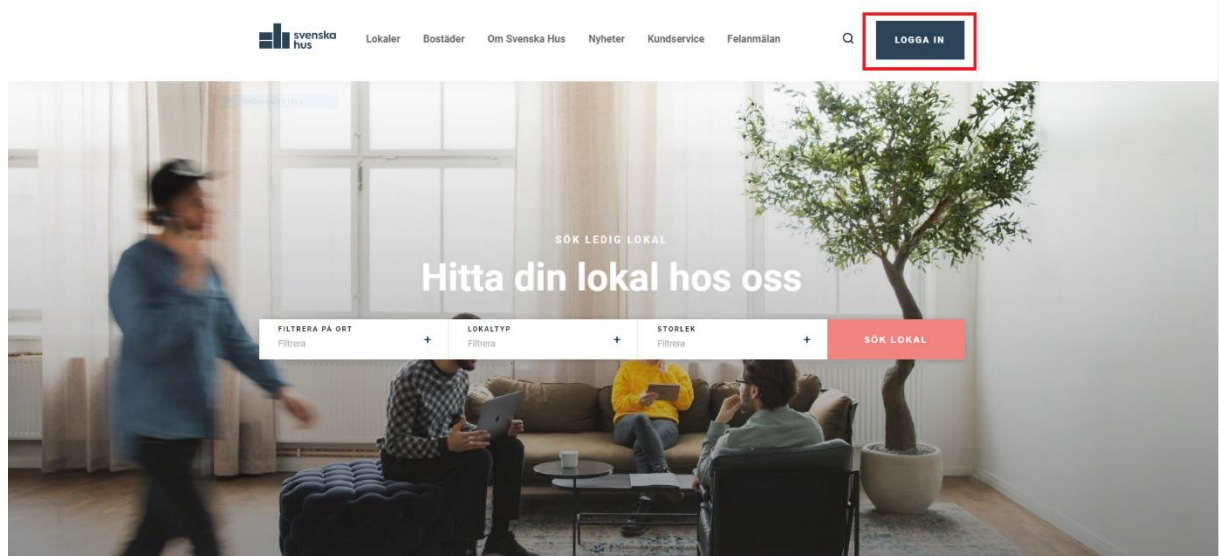 svenska
hus
Lokaler
Bostäder
Om Svenska Hus
Nyheter
Kundservice
Felanmälan
LOGGA IN
SÖK LEDIG LOKAL
Hitta din lokal hos oss
FILTRERA PÅ ORT
Filtrera
+
LOKALTYP
Filtrera
+
STORLEK
Filtrera
+
SÖK LOKAL